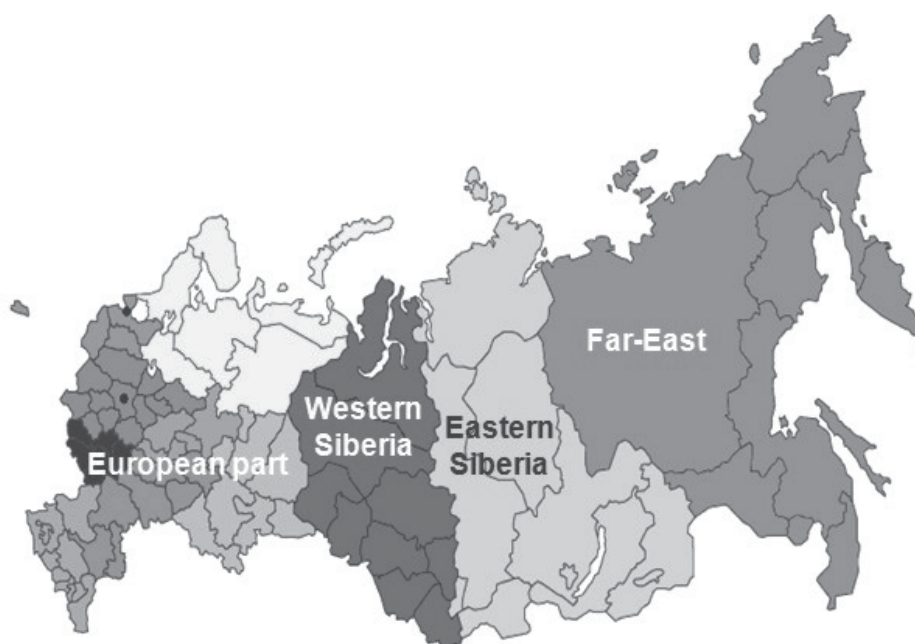 Far-East
Western
Siberia
Eastern
Siberia
European part